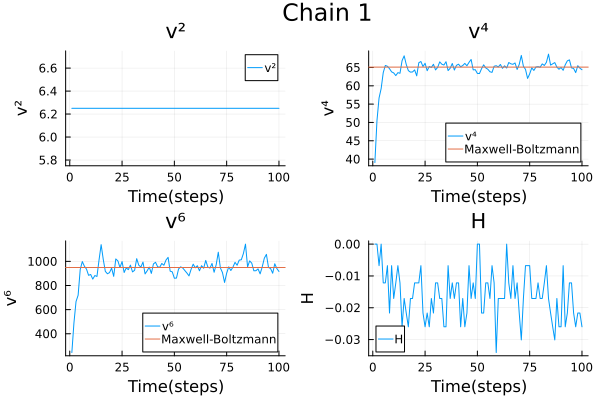 Chain 1
v²
v²
6.6
6.4
6.2
6.0
5.8
v²
0 25 50 75 100
Time(steps)
v⁴
v⁴
Maxwell-Boltzmann
65
60
55
50
45
40
v⁴
0 25 50 75 100
Time(steps)
v⁶
v⁶
Maxwell-Boltzmann
1000
800
600
400
v⁶
0 25 50 75 100
Time(steps)
H
H
0.00
−0.01
−0.02
−0.03
H
0 25 50 75 100
Time(steps)